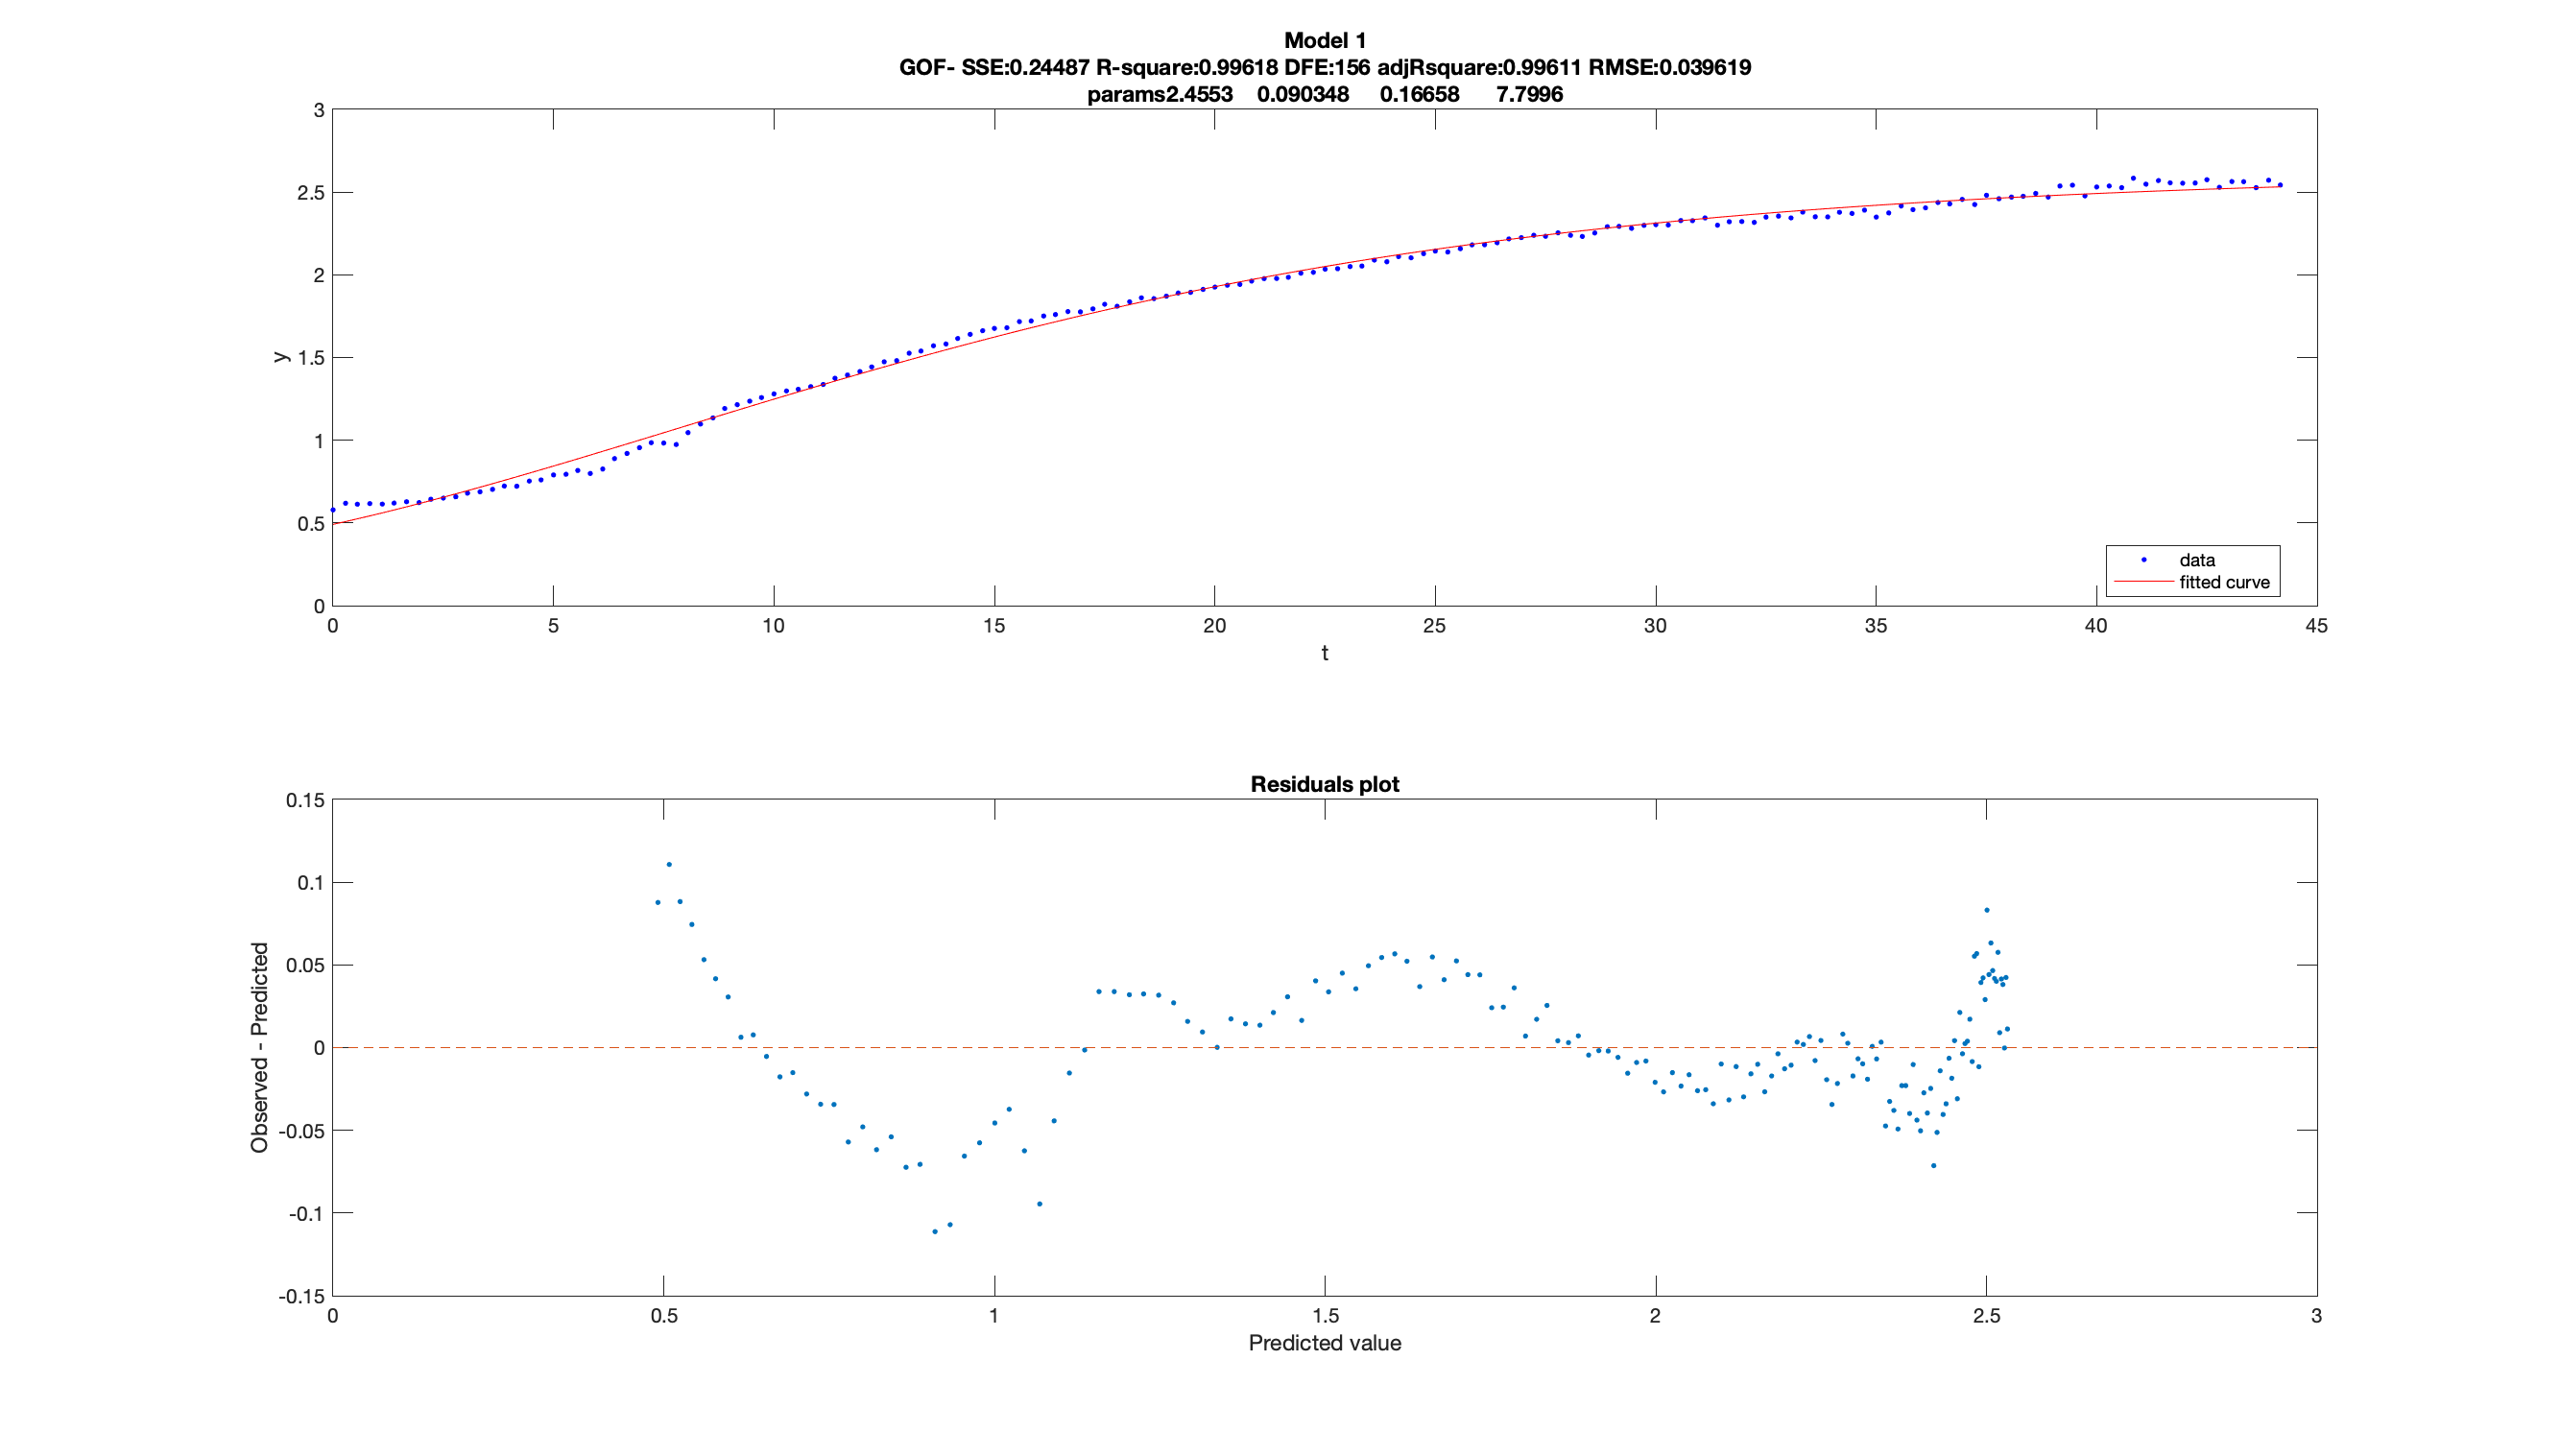 Model 1
GOF- SSE:0.24487 R-square:0.99618 DFE:156 adjRsquare:0.99611 RMSE:0.039619
params2.4553 0.090348 0.16658 7.7996
3
2.5
2
1.5
1
0.5
0
y
0 5 10 15 20 25 30 35 40 45
t
data
fitted curve
Residuals plot
0.15
0.1
0.05
0
-0.05
-0.1
-0.15
Observed - Predicted
0 0.5 1 1.5 2 2.5 3
Predicted value